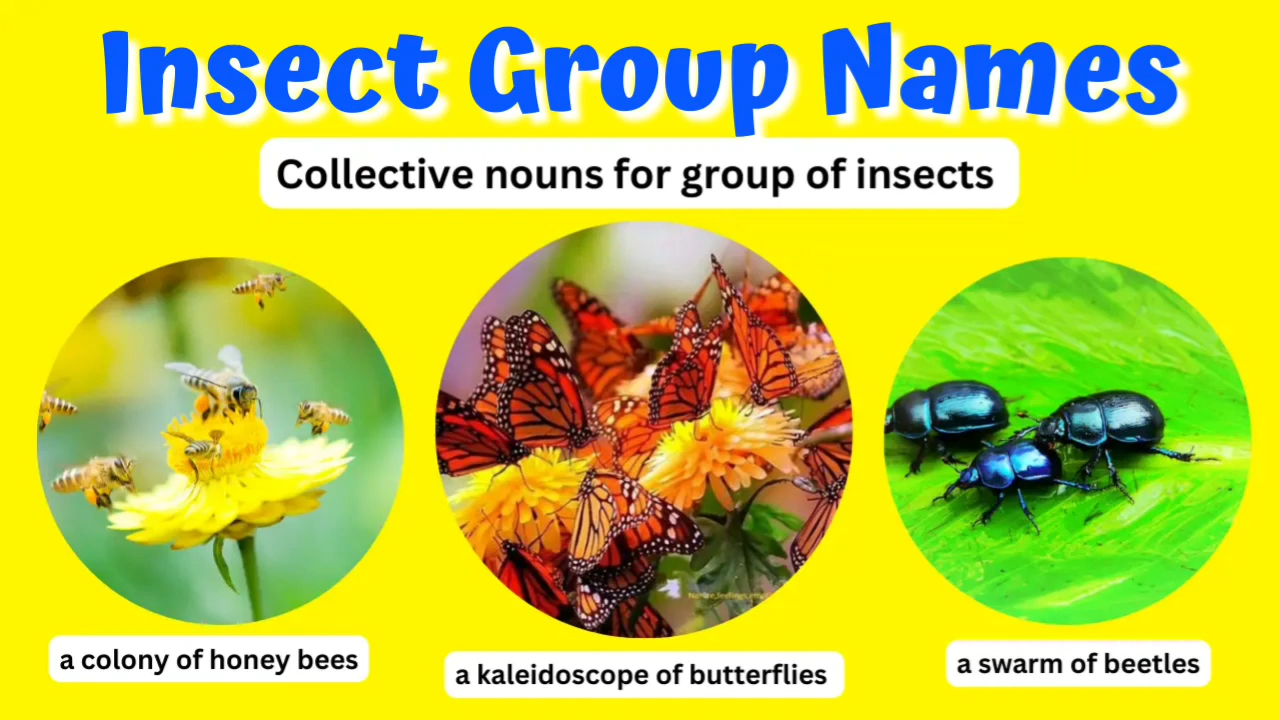 Insect Group Names
Collective nouns for group of insects
a colony of honey bees
a kaleidoscope of butterflies
a swarm of beetles